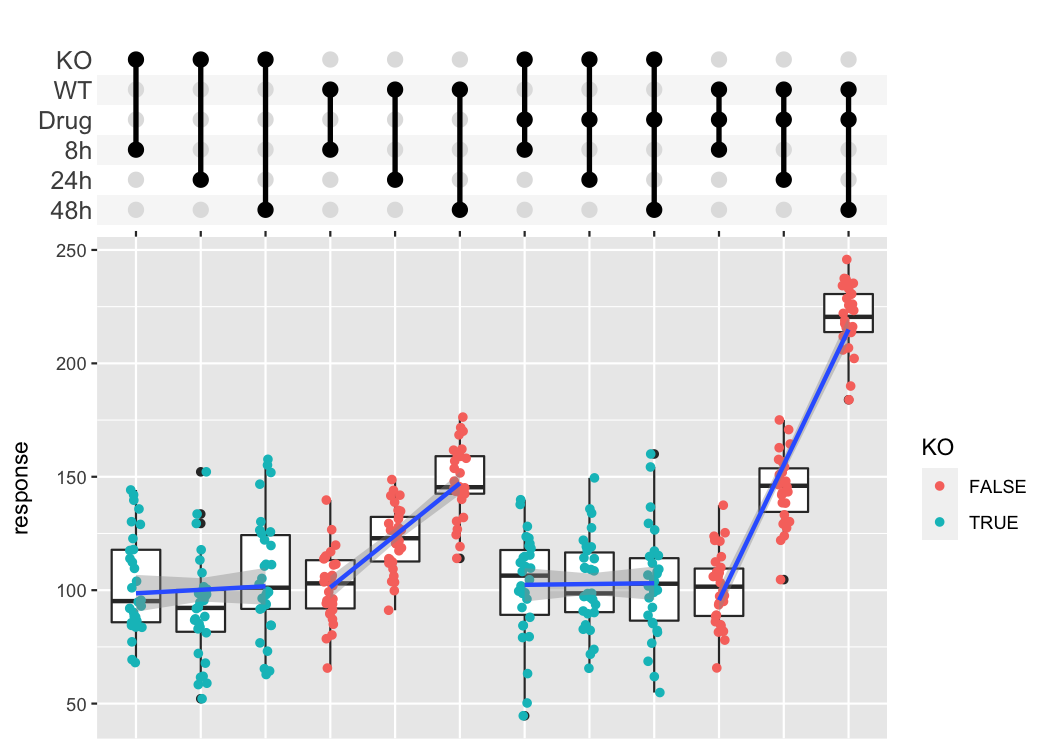 KO
WT
Drug
8h
24h
48h
250
200
150
100
50
response
KO
FALSE
TRUE